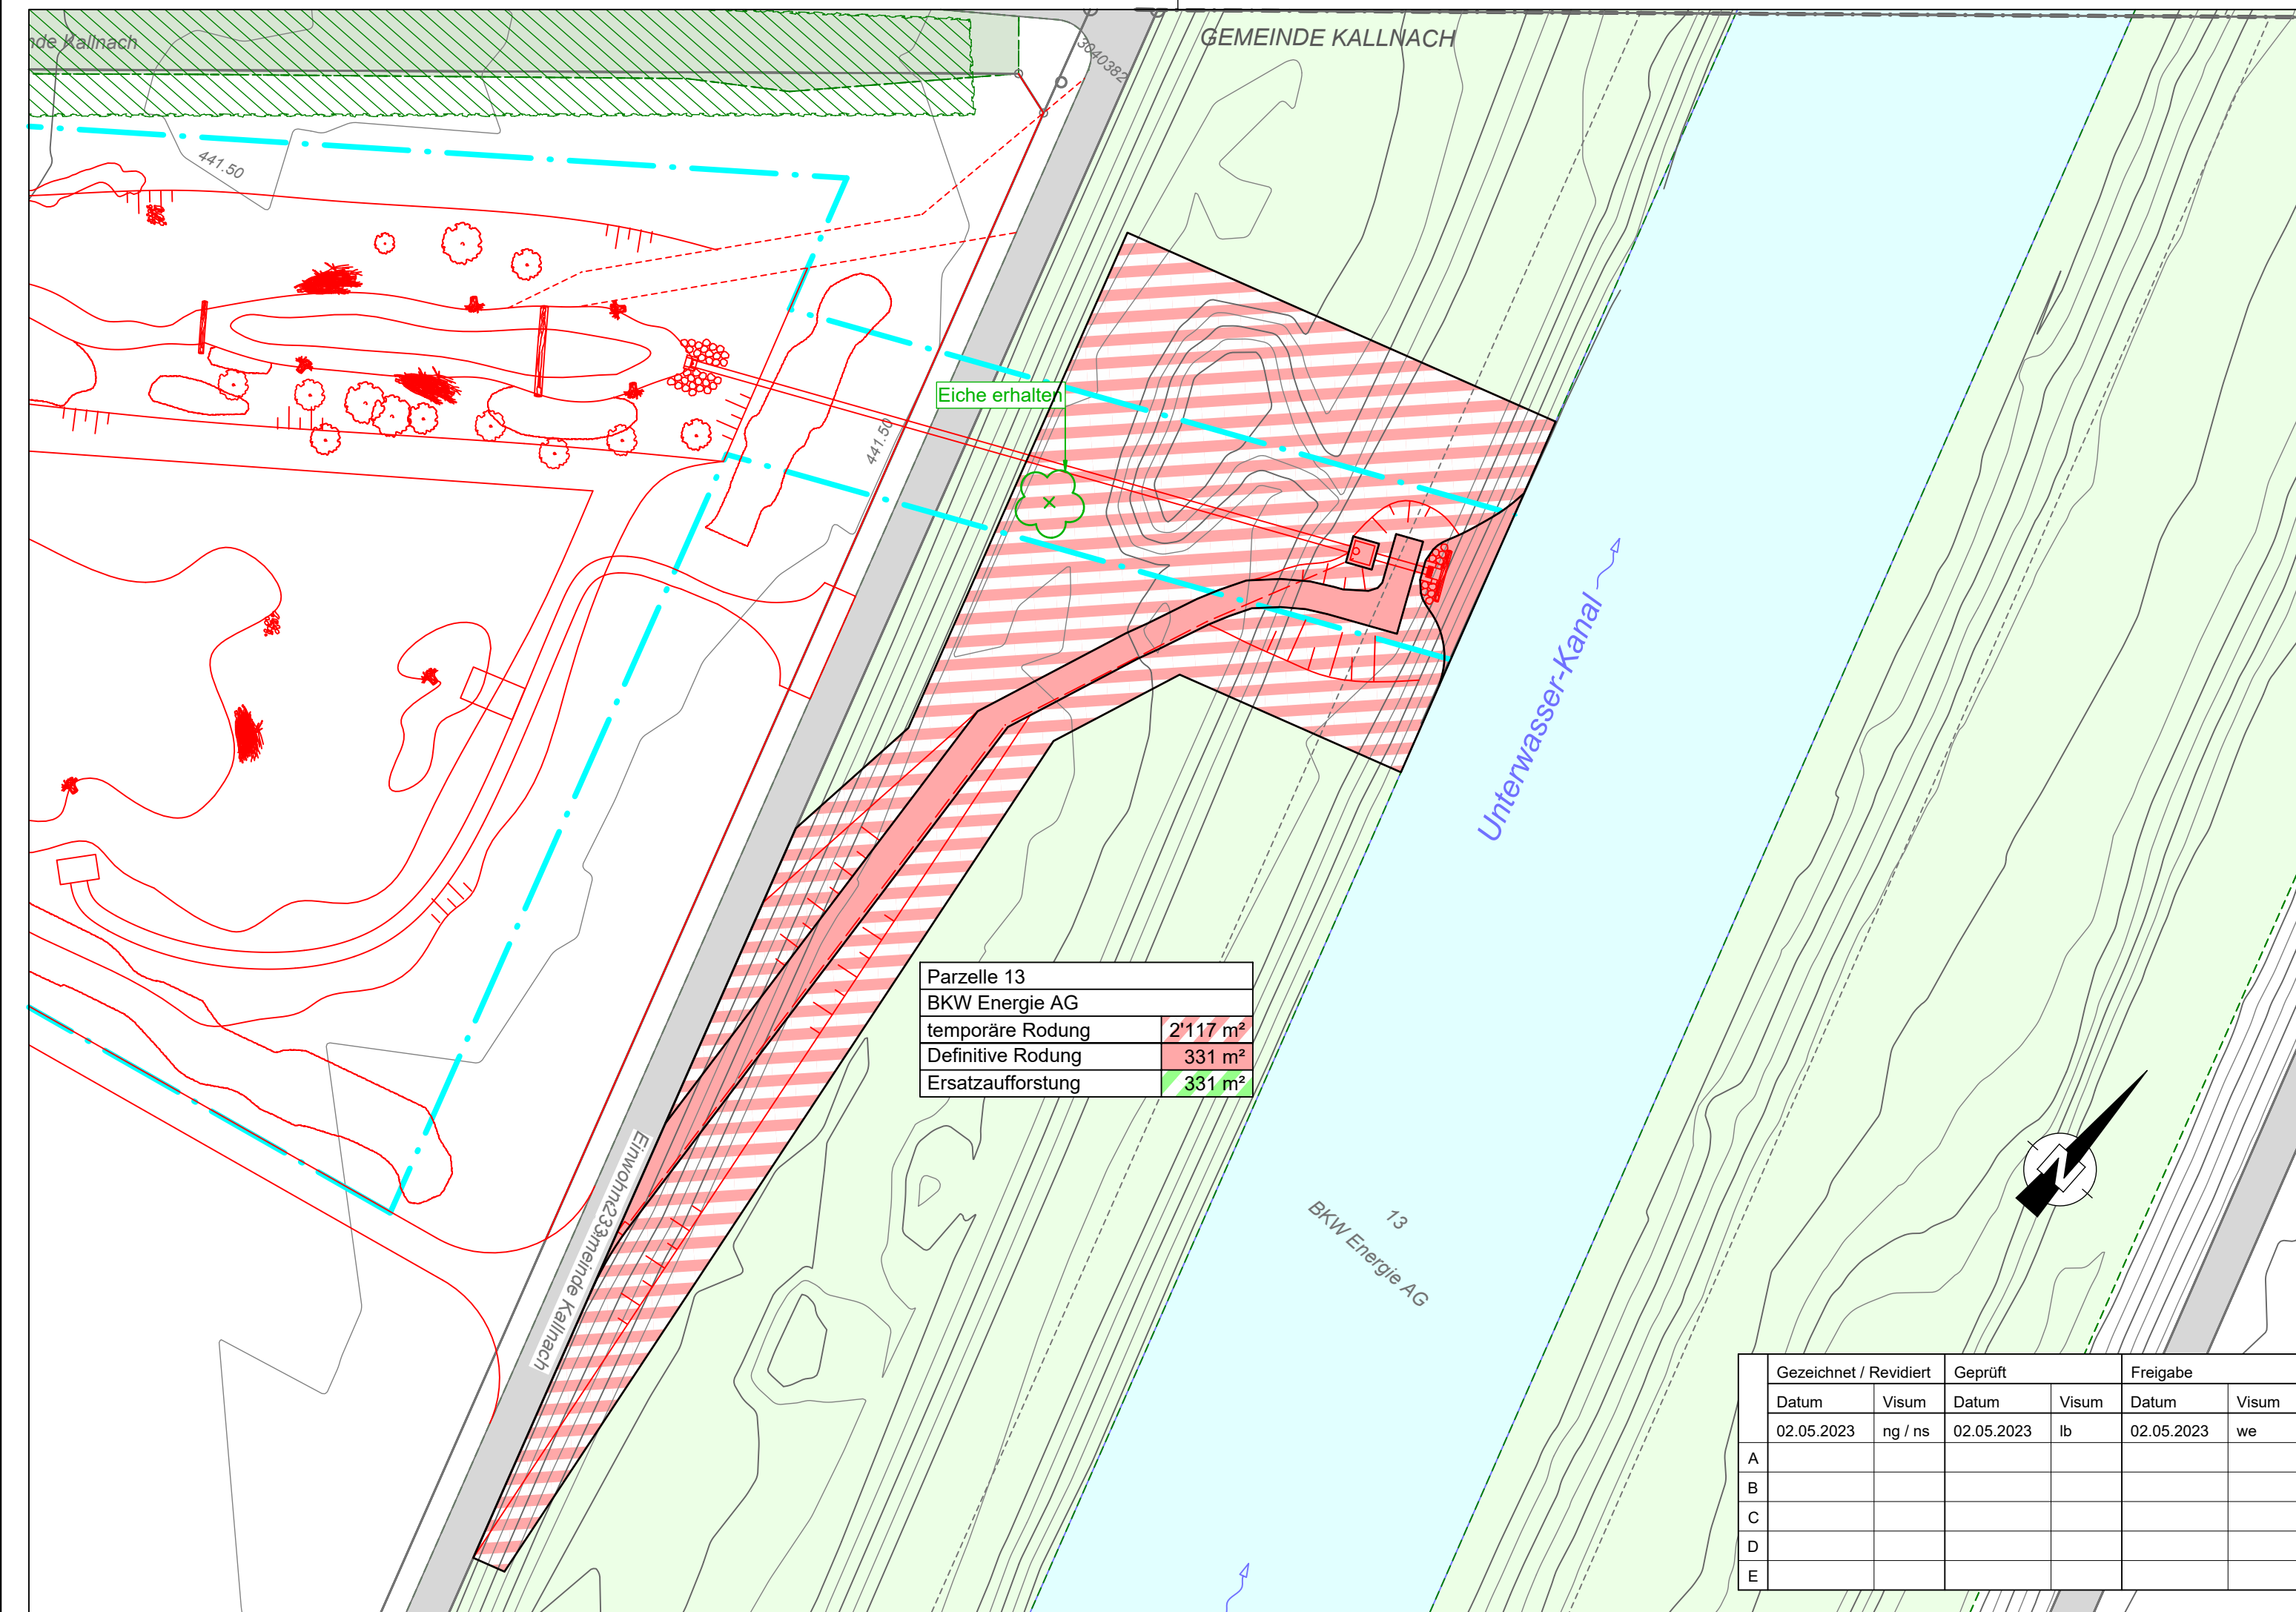 nde Kallnach
GEMEINDE KALLNACH
3040382
441.50
Eiche erhalten
441.50
Unterwasser-Kanal
Parzelle 13
BKW Energie AG
temporäre Rodung 2'117 m²
Definitive Rodung 331 m²
Ersatzaufforstung 331 m²
N
13
BKW Energie AG
Gezeichnet / Revidiert Geprüft Freigabe
Datum Visum Datum Visum Datum Visum
02.05.2023 ng / ns 02.05.2023 lb 02.05.2023 we
A
B
C
D
E